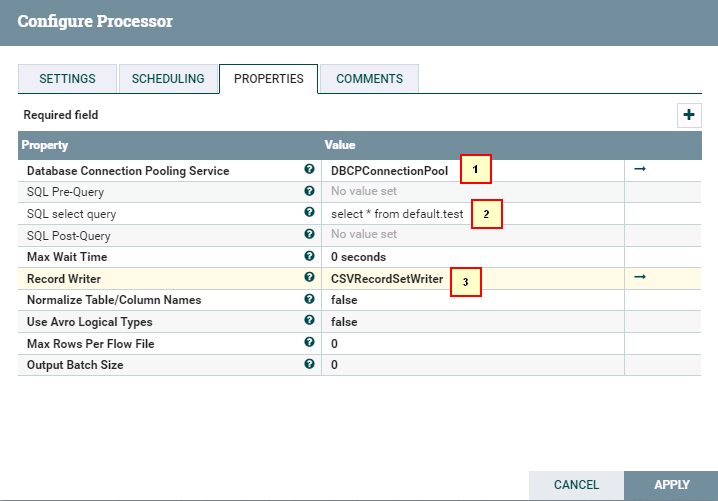 Configure Processor
SETTINGS SCHEDULING PROPERTIES COMMENTS
Required field
Property Value
Database Connection Pooling Service DBCPConnectionPool 1
SQL Pre-Query No value set
SQL select query select * from default.test 2
SQL Post-Query No value set
Max Wait Time 0 seconds
Record Writer CSVRecordSetWriter 3
Normalize Table/Column Names false
Use Avro Logical Types false
Max Rows Per Flow File 0
Output Batch Size 0
CANCEL APPLY